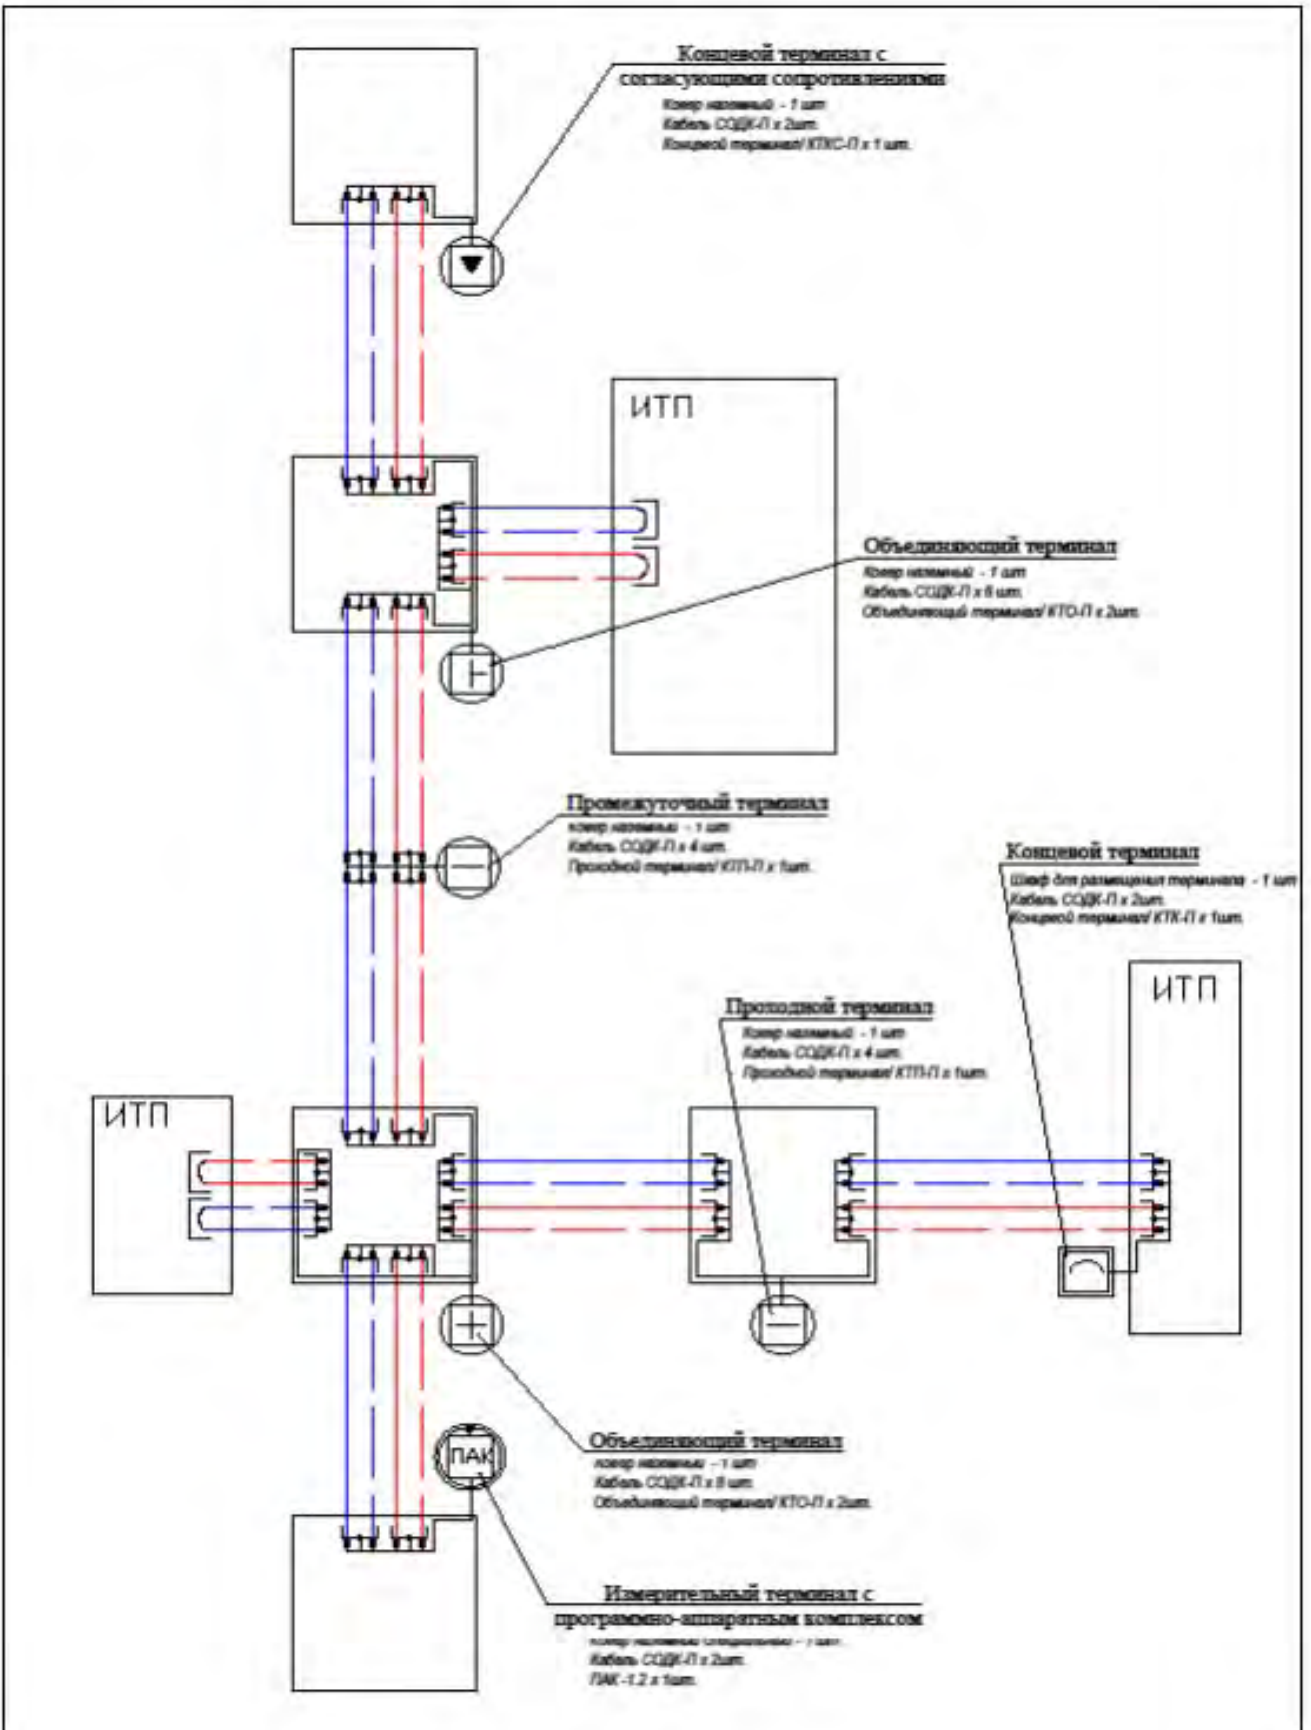 Концевой терминал с
согласующими сопротивлениями
Ковер наземный - 1 шт
Кабель СОДК-П x 2шт.
Концевой терминал/ КТКС-П x 1 шт.
ИТП
Объединяющий терминал
Ковер наземный - 1 шт
Кабель СОДК-П x 6 шт.
Объединяющий терминал/ КТО-П x 2шт.
Промежуточный терминал
Ковер наземный - 1 шт
Кабель СОДК-П x 4 шт.
Проходной терминал/ КТП-П x 1шт.
Концевой терминал
Шкаф для размещения терминала - 1 шт
Кабель СОДК-П x 2шт.
Концевой терминал/ КТК-П x 1шт.
ИТП
Проходной терминал
Ковер наземный - 1 шт
Кабель СОДК-П x 4 шт.
Проходной терминал/ КТП-П x 1шт.
ИТП
Объединяющий терминал
Ковер наземный - 1 шт
Кабель СОДК-П x 8 шт.
Объединяющий терминал/ КТО-П x 2шт.
ПАК
Измерительный терминал с
программно-аппаратным комплексом
Ковер наземный специальный - 1 шт.
Кабель СОДК-П x 2шт.
ПАК -1.2 x 1шт.